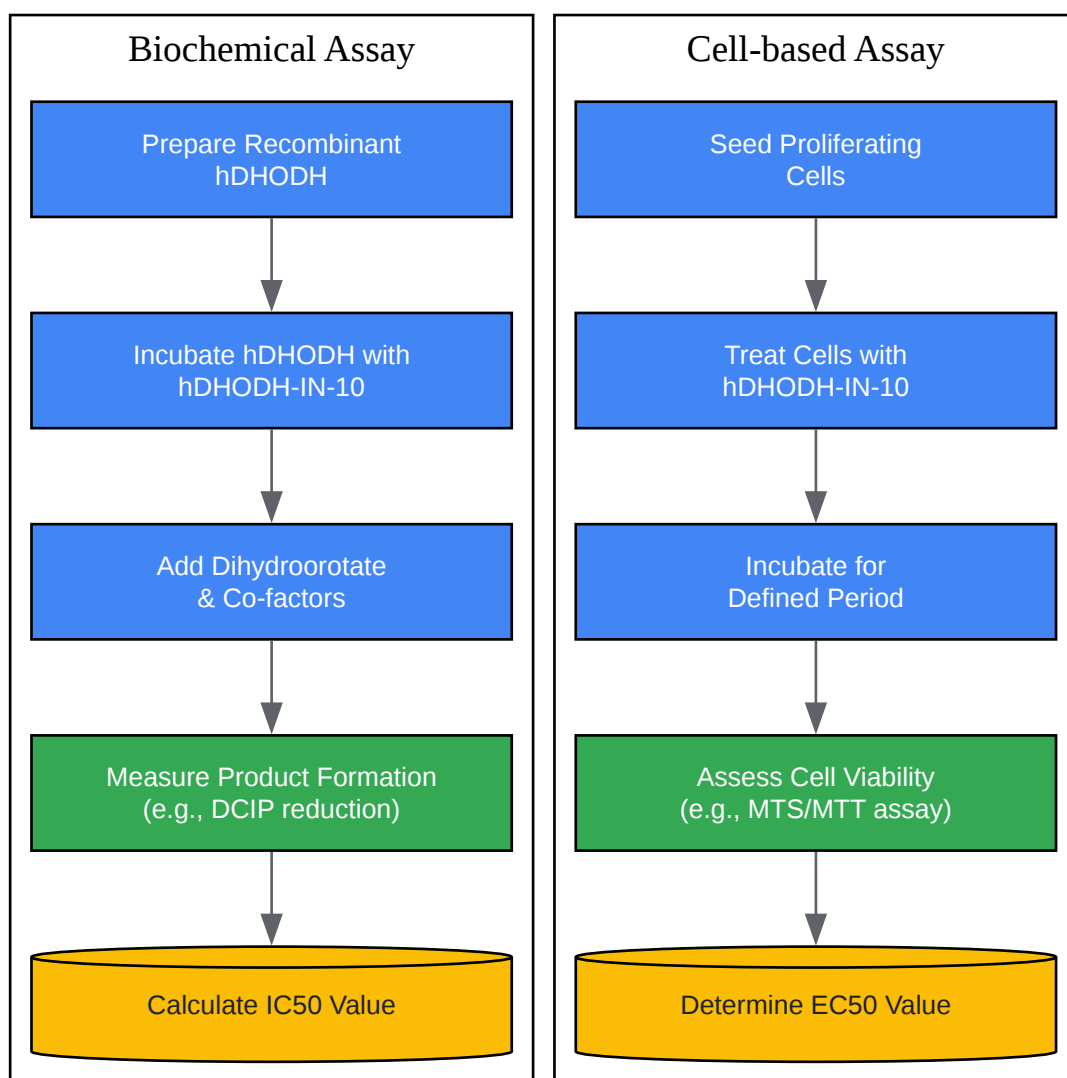 Biochemical Assay
Prepare Recombinant
hDHODH
Incubate hDHODH with
hDHODH-IN-10
Add Dihydroorotate
& Co-factors
Measure Product Formation
(e.g., DCIP reduction)
Calculate IC50 Value
Cell-based Assay
Seed Proliferating
Cells
Treat Cells with
hDHODH-IN-10
Incubate for
Defined Period
Assess Cell Viability
(e.g., MTS/MTT assay)
Determine EC50 Value